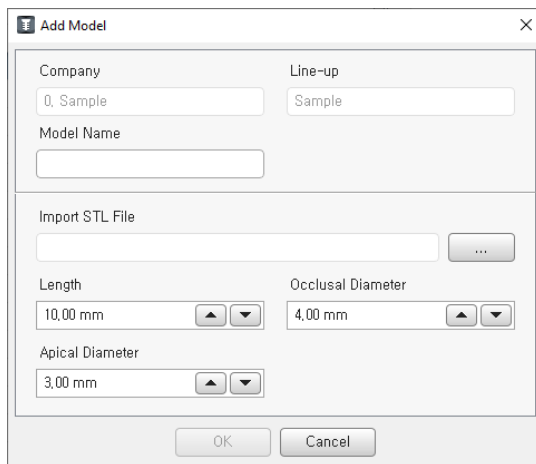 Add Model
Company Line-up
0, Sample Sample
Model Name
Import STL File
...
Length Occlusal Diameter
10,00 mm 4,00 mm
Apical Diameter
3,00 mm
OK Cancel